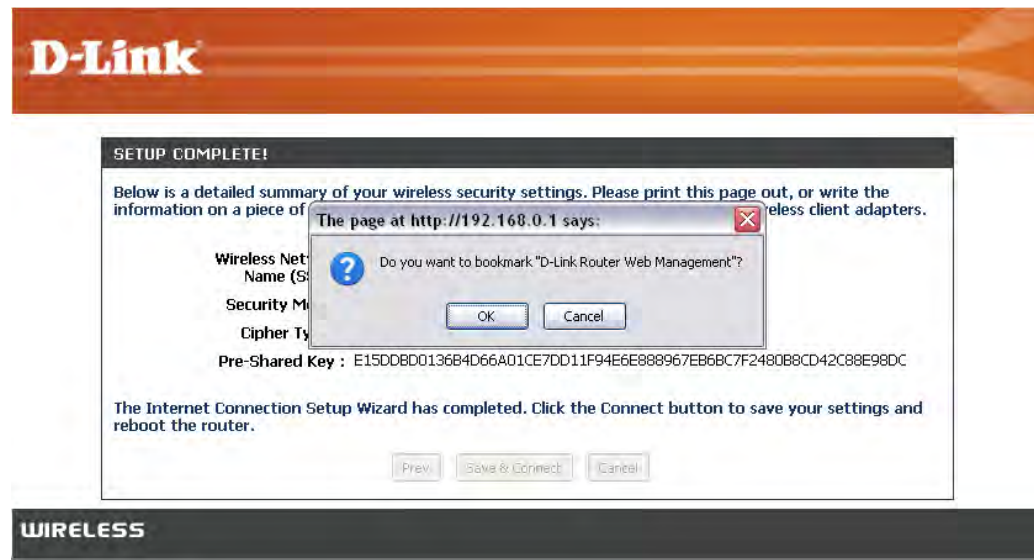 D-Link
SETUP COMPLETE!
Below is a detailed summary of your wireless security settings. Please print this page out, or write the
information on a piece of
eless client adapters.
The page at http://192.168.0.1 says:
Do you want to bookmark "D-Link Router Web Management"?
OK Cancel
Wireless Net
Name (S
Security M
Cipher Ty
Pre-Shared Key : E15DDBD0136B4D66A01CE7DD11F94E6E888967EB6BC7F2480B8CD42C88E98DC
The Internet Connection Setup Wizard has completed. Click the Connect button to save your settings and
reboot the router.
Prev Save & Connect Cancel
WIRELESS